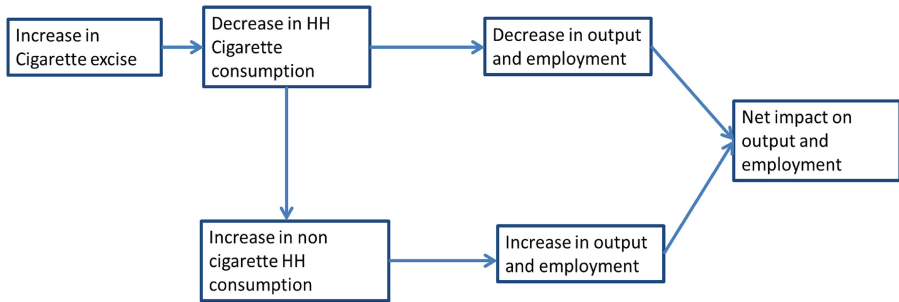 Increase in
Cigarette excise
Decrease in HH
Cigarette
consumption
Decrease in output
and employment
Net impact on
output and
employment
Increase in non
cigarette HH
consumption
Increase in output
and employment